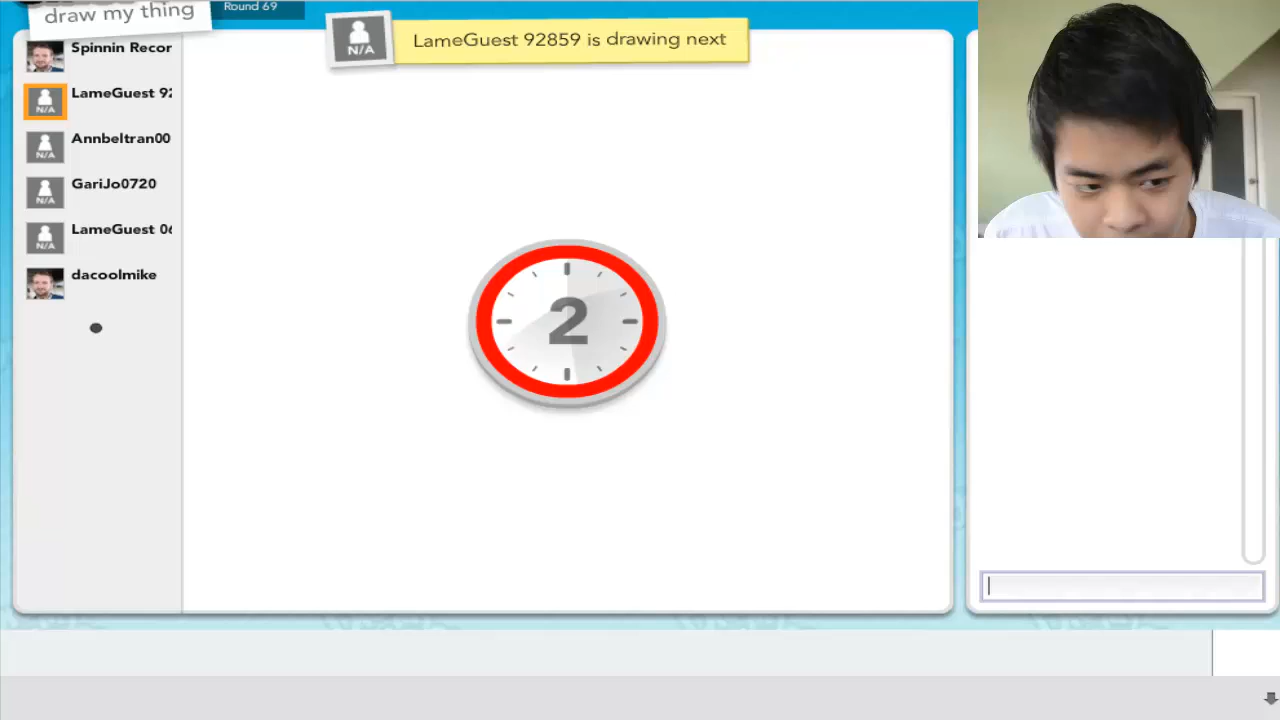 draw my thing
Round 69
N/A
LameGuest 92859 is drawing next
Spinnin Recor
N/A
LameGuest 92
N/A
Annbeltran00
N/A
GariJo0720
N/A
LameGuest 06
dacoolmike
2